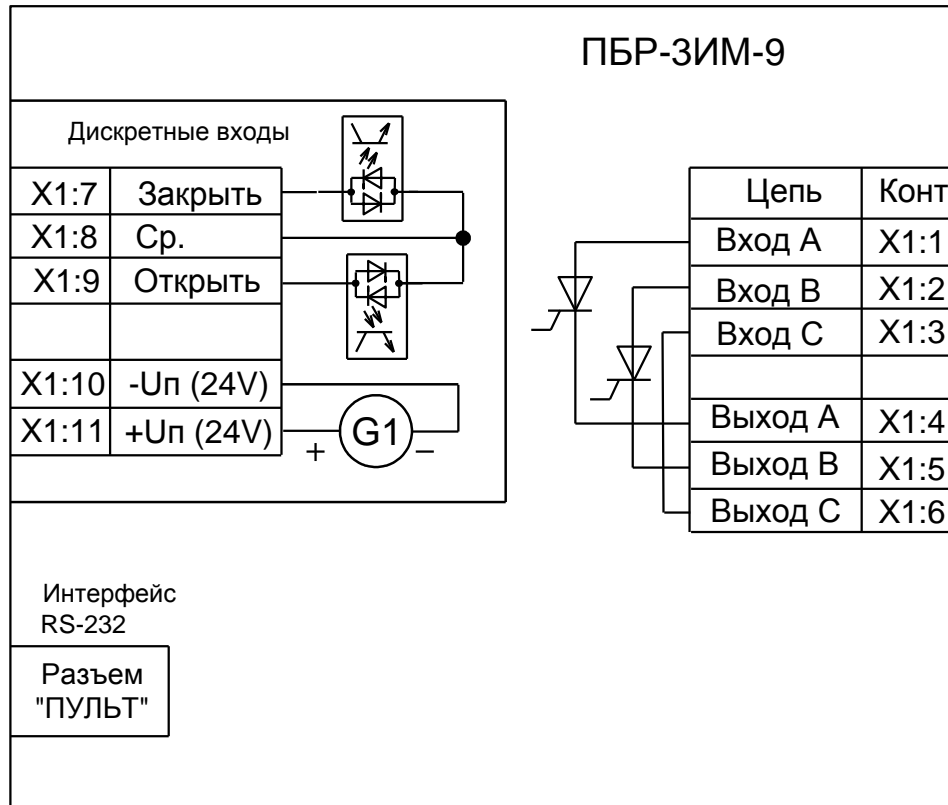 ПБР-3ИМ-9
Дискретные входы
X1:7 Закрыть
X1:8 Ср.
X1:9 Открыть
X1:10 -Uп (24V)
X1:11 +Uп (24V)
+ G1 −
Цепь Конт
Вход А X1:1
Вход В X1:2
Вход С X1:3
Выход А X1:4
Выход В X1:5
Выход С X1:6
Интерфейс
RS-232
Разъем
"ПУЛЬТ"